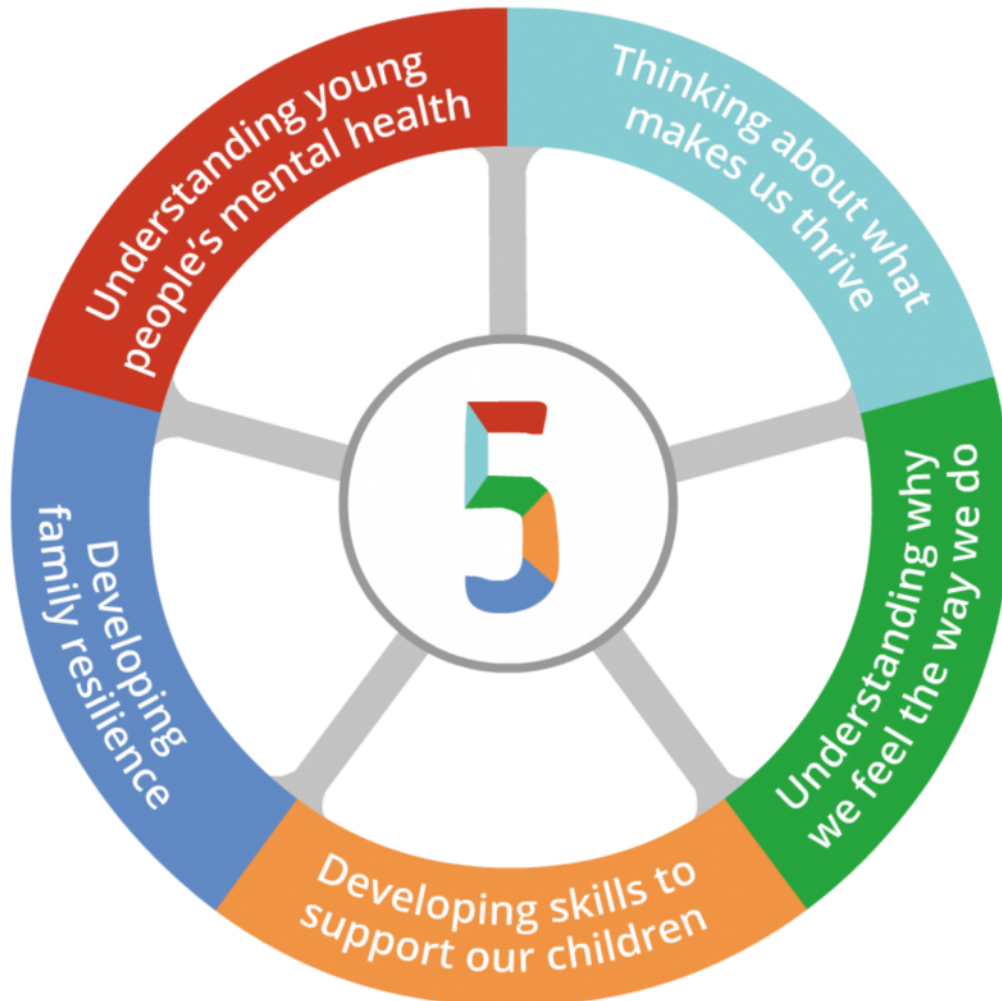 Understanding young
people's mental health
Thinking about what
makes us thrive
Understanding why
we feel the way we do
Developing skills to
support our children
Developing
family resilience
5